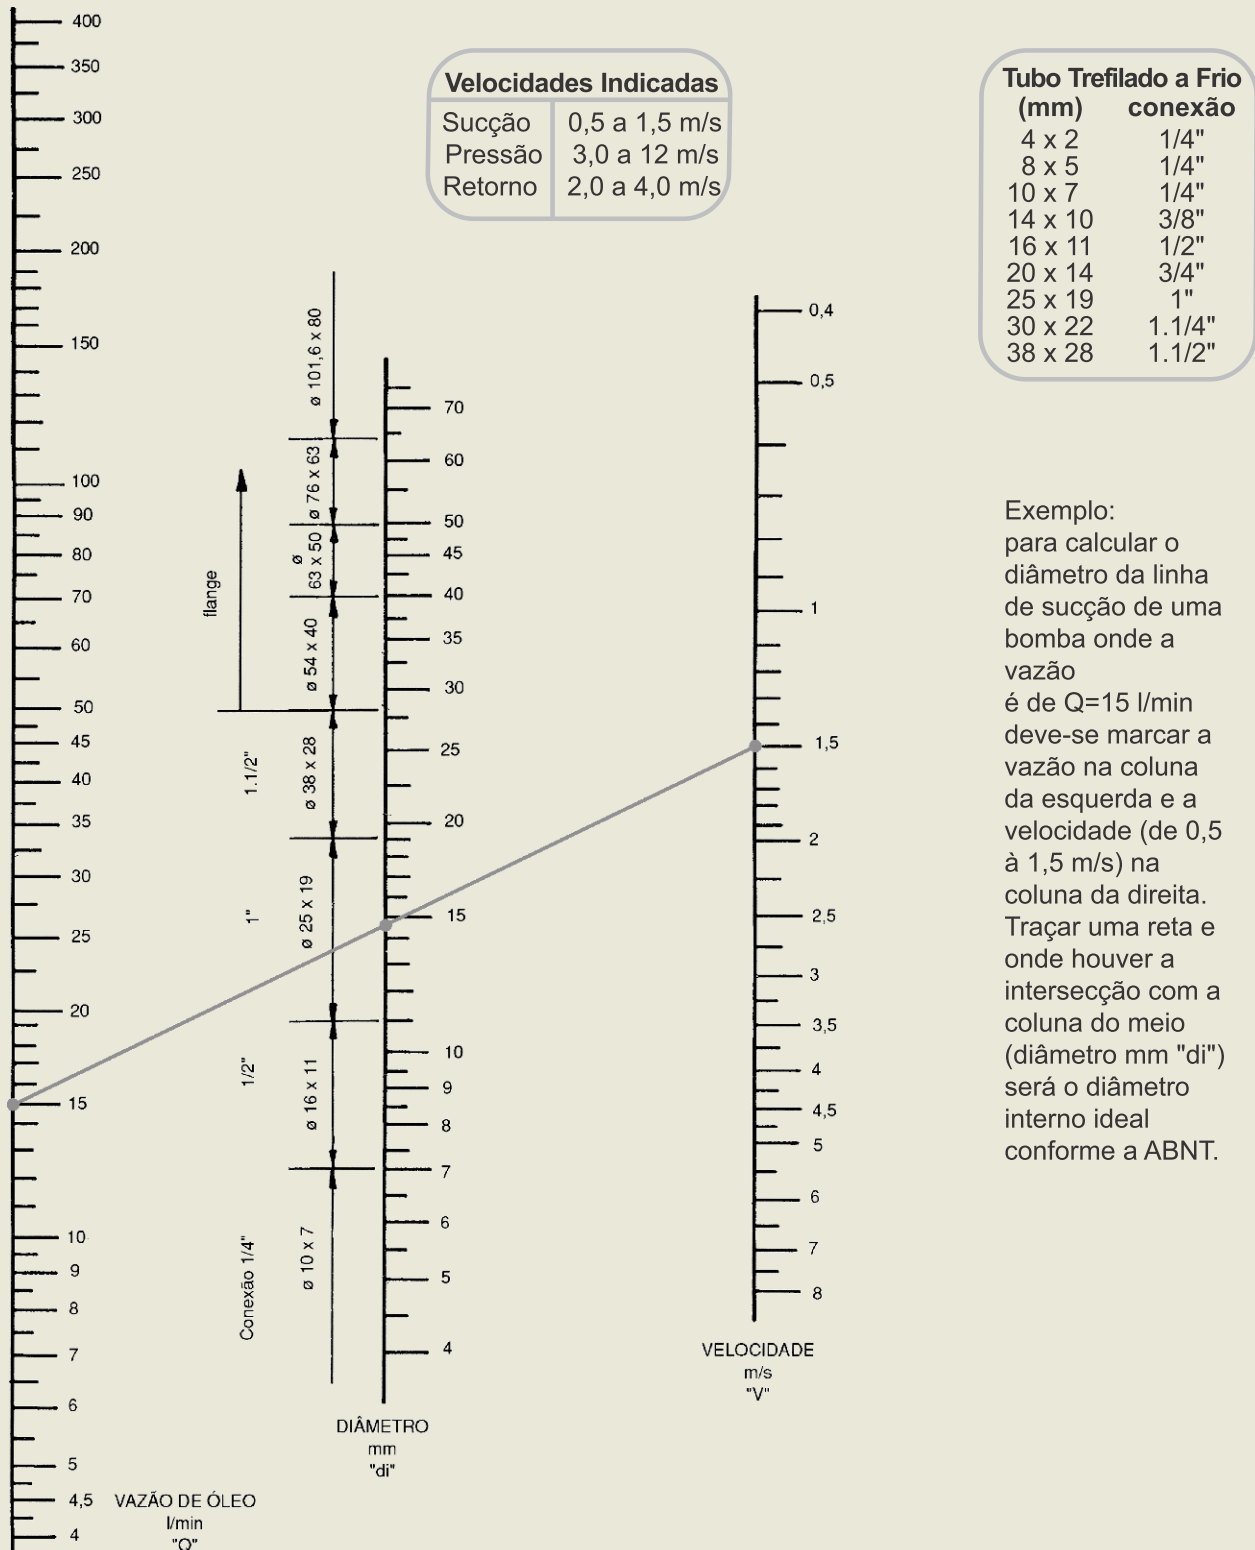 400
350
300
250
200
150
100
90
80
70
60
50
45
40
35
30
25
20
15
10
9
8
7
6
5
4,5
4
VAZÃO DE ÓLEO
l/min
"Q"
flange
1.1/2"
1"
1/2"
Conexão 1/4"
ø 101,6 x 80
ø 76 x 63
ø
63 x 50
ø 54 x 40
ø 38 x 28
ø 25 x 19
ø 16 x 11
ø 10 x 7
70
60
50
45
40
35
30
25
20
15
10
9
8
7
6
5
4
DIÂMETRO
mm
"di"
Velocidades Indicadas
Sucção 0,5 a 1,5 m/s
Pressão 3,0 a 12 m/s
Retorno 2,0 a 4,0 m/s
0,4
0,5
1
1,5
2
2,5
3
3,5
4
4,5
5
6
7
8
VELOCIDADE
m/s
"V"
Tubo Trefilado a Frio
(mm) conexão
4 x 2 1/4"
8 x 5 1/4"
10 x 7 1/4"
14 x 10 3/8"
16 x 11 1/2"
20 x 14 3/4"
25 x 19 1"
30 x 22 1.1/4"
38 x 28 1.1/2"
Exemplo:
para calcular o
diâmetro da linha
de sucção de uma
bomba onde a
vazão
é de Q=15 l/min
deve-se marcar a
vazão na coluna
da esquerda e a
velocidade (de 0,5
à 1,5 m/s) na
coluna da direita.
Traçar uma reta e
onde houver a
intersecção com a
coluna do meio
(diâmetro mm "di")
será o diâmetro
interno ideal
conforme a ABNT.